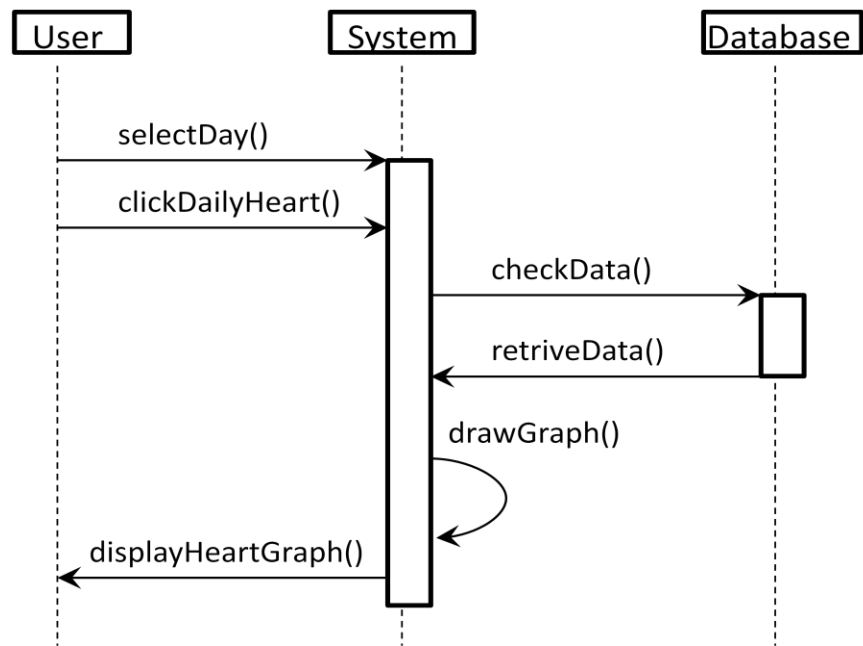 User
System
Database
selectDay()
clickDailyHeart()
checkData()
retriveData()
drawGraph()
displayHeartGraph()